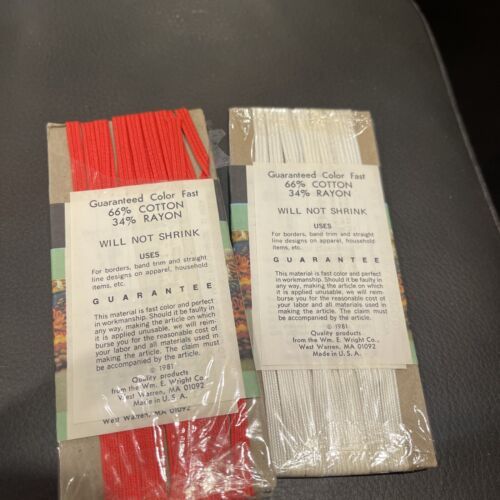 Guaranteed Color Fast
66% COTTON
34% RAYON
WILL NOT SHRINK
USES
For borders, band trim and straight
line designs on apparel, household
items, etc.
GUARANTEE
This material is fast color and perfect
in workmanship. Should it be faulty in
any way, making the article on which
it is applied unusable, we will reim-
burse you for the reasonable cost of
your labor and all materials used in
making the article. The claim must
be accompanied by the article.
© 1981
Quality products
from the Wm. E. Wright Co.,
West Warren, MA 01092
Made in U.S.A.
West Warren, MA 01092
Guaranteed Color Fast
66% COTTON
34% RAYON
WILL NOT SHRINK
USES
For borders, band trim and straight
line designs on apparel, household
items, etc.
GUARANTEE
This material is fast color and perfect
in workmanship. Should it be faulty in
any way, making the article on which
it is applied unusable, we will reim-
burse you for the reasonable cost of
your labor and all materials used in
making the article. The claim must
be accompanied by the article.
© 1981
Quality products
from the Wm. E. Wright Co.,
West Warren, MA 01092
Made in U.S.A.